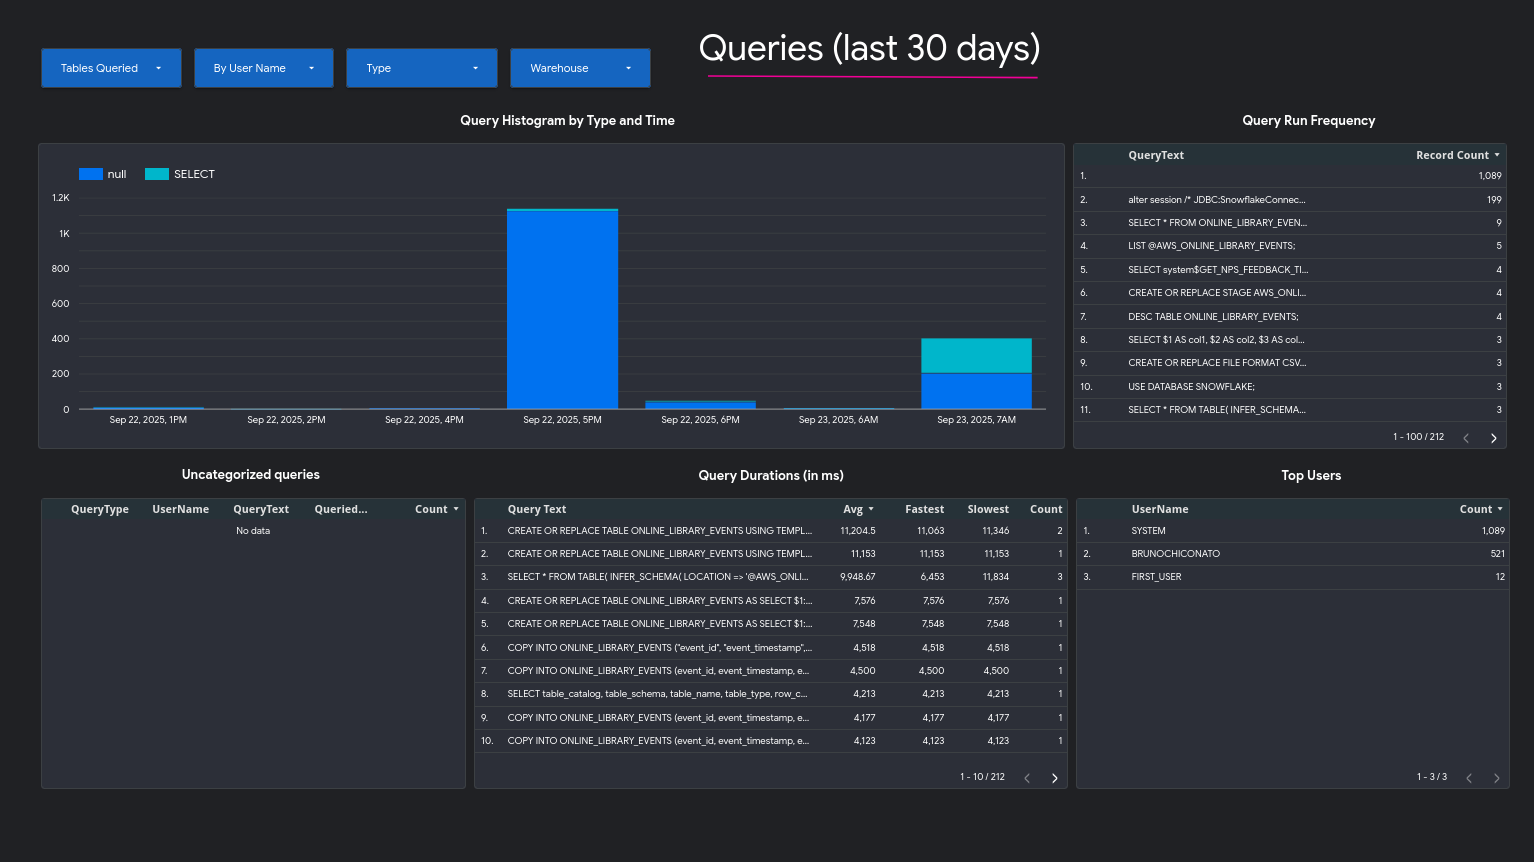 Queries (last 30 days)
Tables Queried By User Name Type Warehouse
Query Histogram by Type and Time
null SELECT
1.2K
1K
800
600
400
200
0
Sep 22, 2025, 1PM Sep 22, 2025, 2PM Sep 22, 2025, 4PM Sep 22, 2025, 5PM Sep 22, 2025, 6PM Sep 23, 2025, 6AM Sep 23, 2025, 7AM
Query Run Frequency
QueryText Record Count
1. 1,089
2. alter session /* JDBC:SnowflakeConnec... 199
3. SELECT * FROM ONLINE_LIBRARY_EVEN... 9
4. LIST @AWS_ONLINE_LIBRARY_EVENTS; 5
5. SELECT system$GET_NPS_FEEDBACK_TI... 4
6. CREATE OR REPLACE STAGE AWS_ONLI... 4
7. DESC TABLE ONLINE_LIBRARY_EVENTS; 4
8. SELECT $1 AS col1, $2 AS col2, $3 AS col... 3
9. CREATE OR REPLACE FILE FORMAT CSV... 3
10. USE DATABASE SNOWFLAKE; 3
11. SELECT * FROM TABLE( INFER_SCHEMA... 3
1 - 100 / 212
Uncategorized queries
QueryType UserName QueryText Queried... Count
No data
Query Durations (in ms)
Query Text Avg Fastest Slowest Count
1. CREATE OR REPLACE TABLE ONLINE_LIBRARY_EVENTS USING TEMPL... 11,204.5 11,063 11,346 2
2. CREATE OR REPLACE TABLE ONLINE_LIBRARY_EVENTS USING TEMPL... 11,153 11,153 11,153 1
3. SELECT * FROM TABLE( INFER_SCHEMA( LOCATION => '@AWS_ONLI... 9,948.67 6,453 11,834 3
4. CREATE OR REPLACE TABLE ONLINE_LIBRARY_EVENTS AS SELECT $1:... 7,576 7,576 7,576 1
5. CREATE OR REPLACE TABLE ONLINE_LIBRARY_EVENTS AS SELECT $1:... 7,548 7,548 7,548 1
6. COPY INTO ONLINE_LIBRARY_EVENTS ("event_id", "event_timestamp",... 4,518 4,518 4,518 1
7. COPY INTO ONLINE_LIBRARY_EVENTS (event_id, event_timestamp, e... 4,500 4,500 4,500 1
8. SELECT table_catalog, table_schema, table_name, table_type, row_c... 4,213 4,213 4,213 1
9. COPY INTO ONLINE_LIBRARY_EVENTS (event_id, event_timestamp, e... 4,177 4,177 4,177 1
10. COPY INTO ONLINE_LIBRARY_EVENTS (event_id, event_timestamp, e... 4,123 4,123 4,123 1
1 - 10 / 212
Top Users
UserName Count
1. SYSTEM 1,089
2. BRUNOCHICONATO 521
3. FIRST_USER 12
1 - 3 / 3